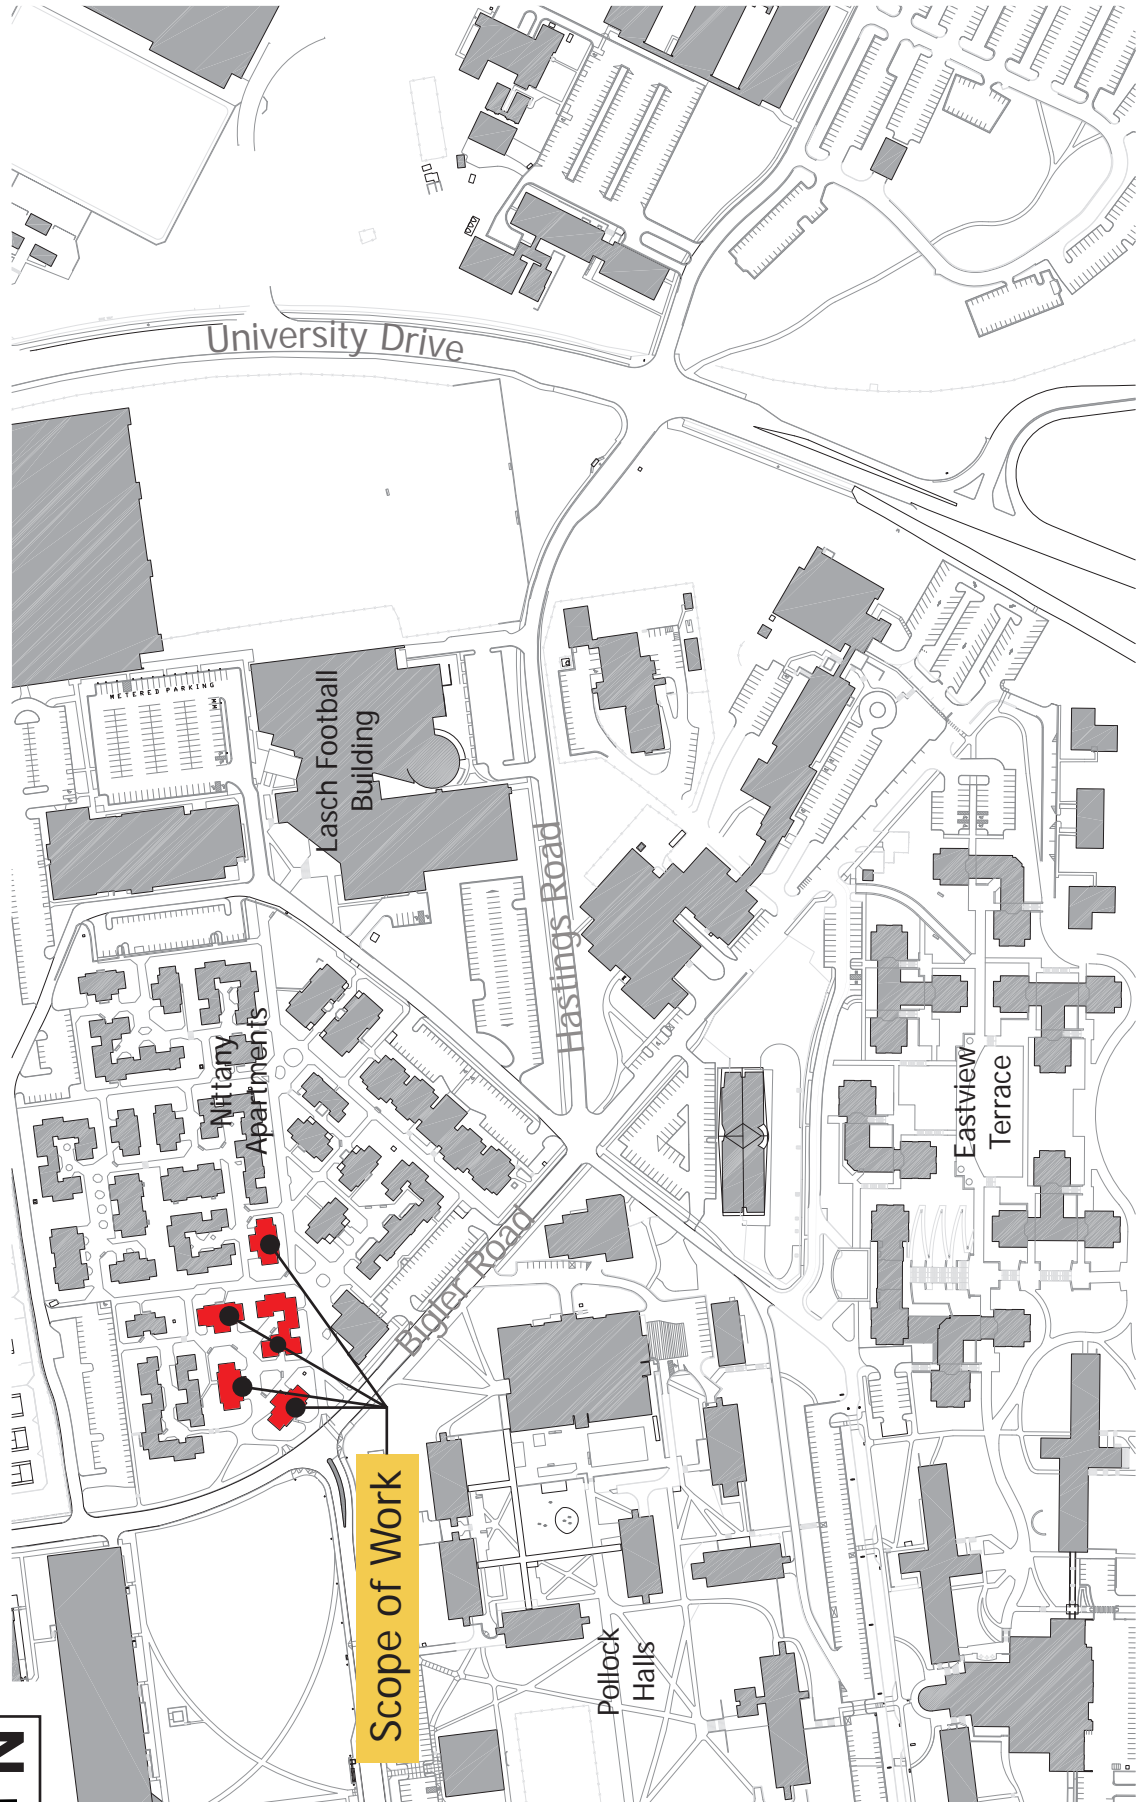 University Drive
METERED PARKING
Lasch Football
Building
Hastings Road
Nittany
Apartments
Bigler Road
Eastview
Terrace
Scope of Work
Pollock
Halls
N